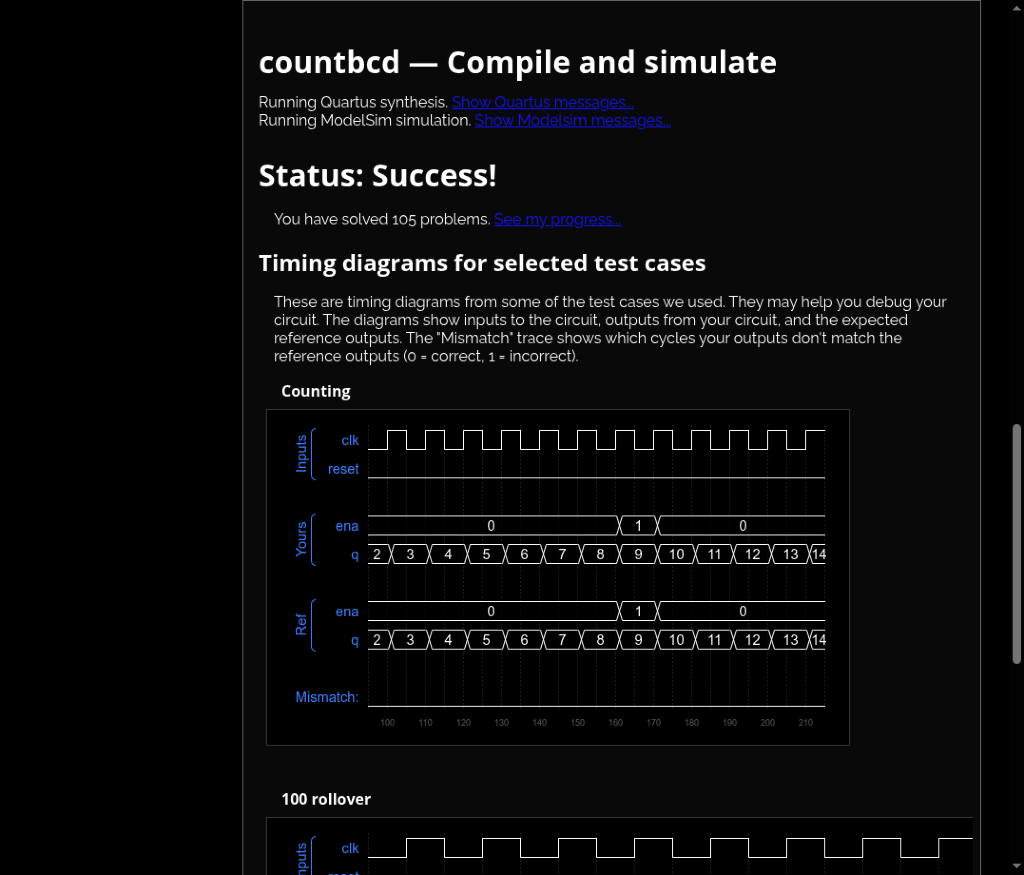 countbcd — Compile and simulate
Running Quartus synthesis. Show Quartus messages...
Running ModelSim simulation. Show Modelsim messages...
Status: Success!
You have solved 105 problems. See my progress...
Timing diagrams for selected test cases
These are timing diagrams from some of the test cases we used. They may help you debug your
circuit. The diagrams show inputs to the circuit, outputs from your circuit, and the expected
reference outputs. The "Mismatch" trace shows which cycles your outputs don't match the
reference outputs (0 = correct, 1 = incorrect).
Counting
Inputs
clk
reset
Yours
ena 0 1 0
q 2 3 4 5 6 7 8 9 10 11 12 13 14
Ref
ena 0 1 0
q 2 3 4 5 6 7 8 9 10 11 12 13 14
Mismatch:
100 110 120 130 140 150 160 170 180 190 200 210
100 rollover
clk